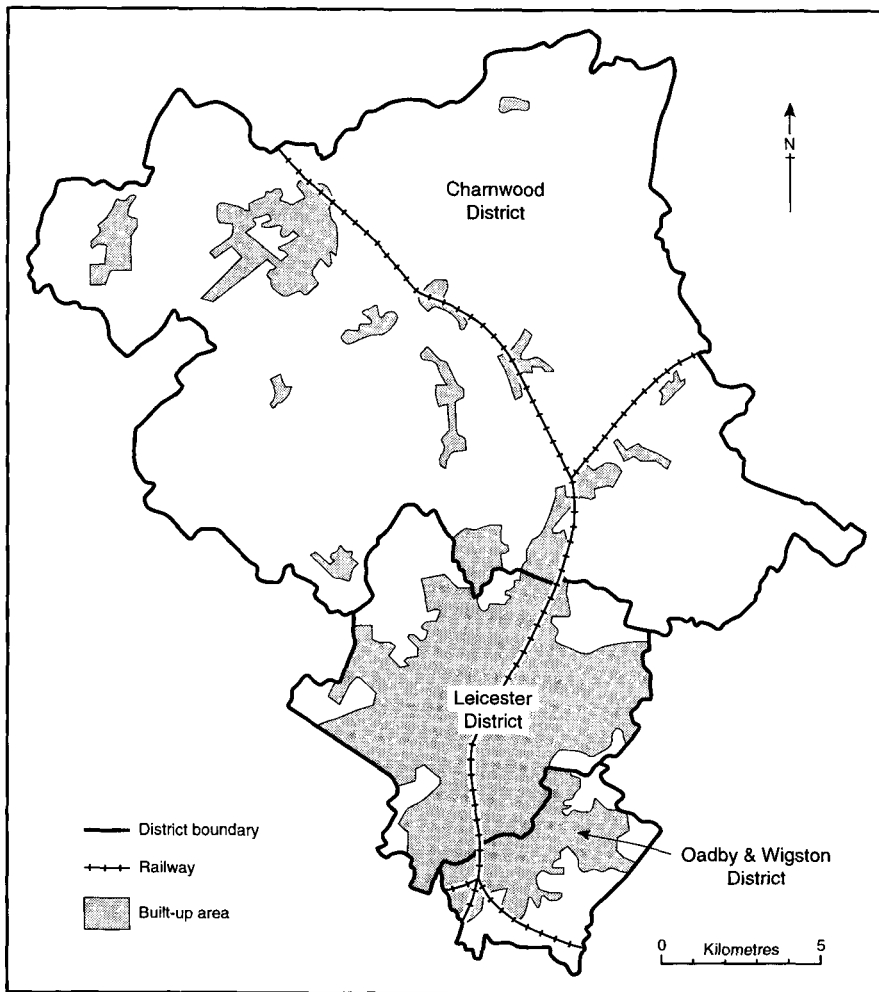 N
Charnwood
District
Leicester
District
District boundary
Railway
Built-up area
Oadby & Wigston
District
0 Kilometres 5